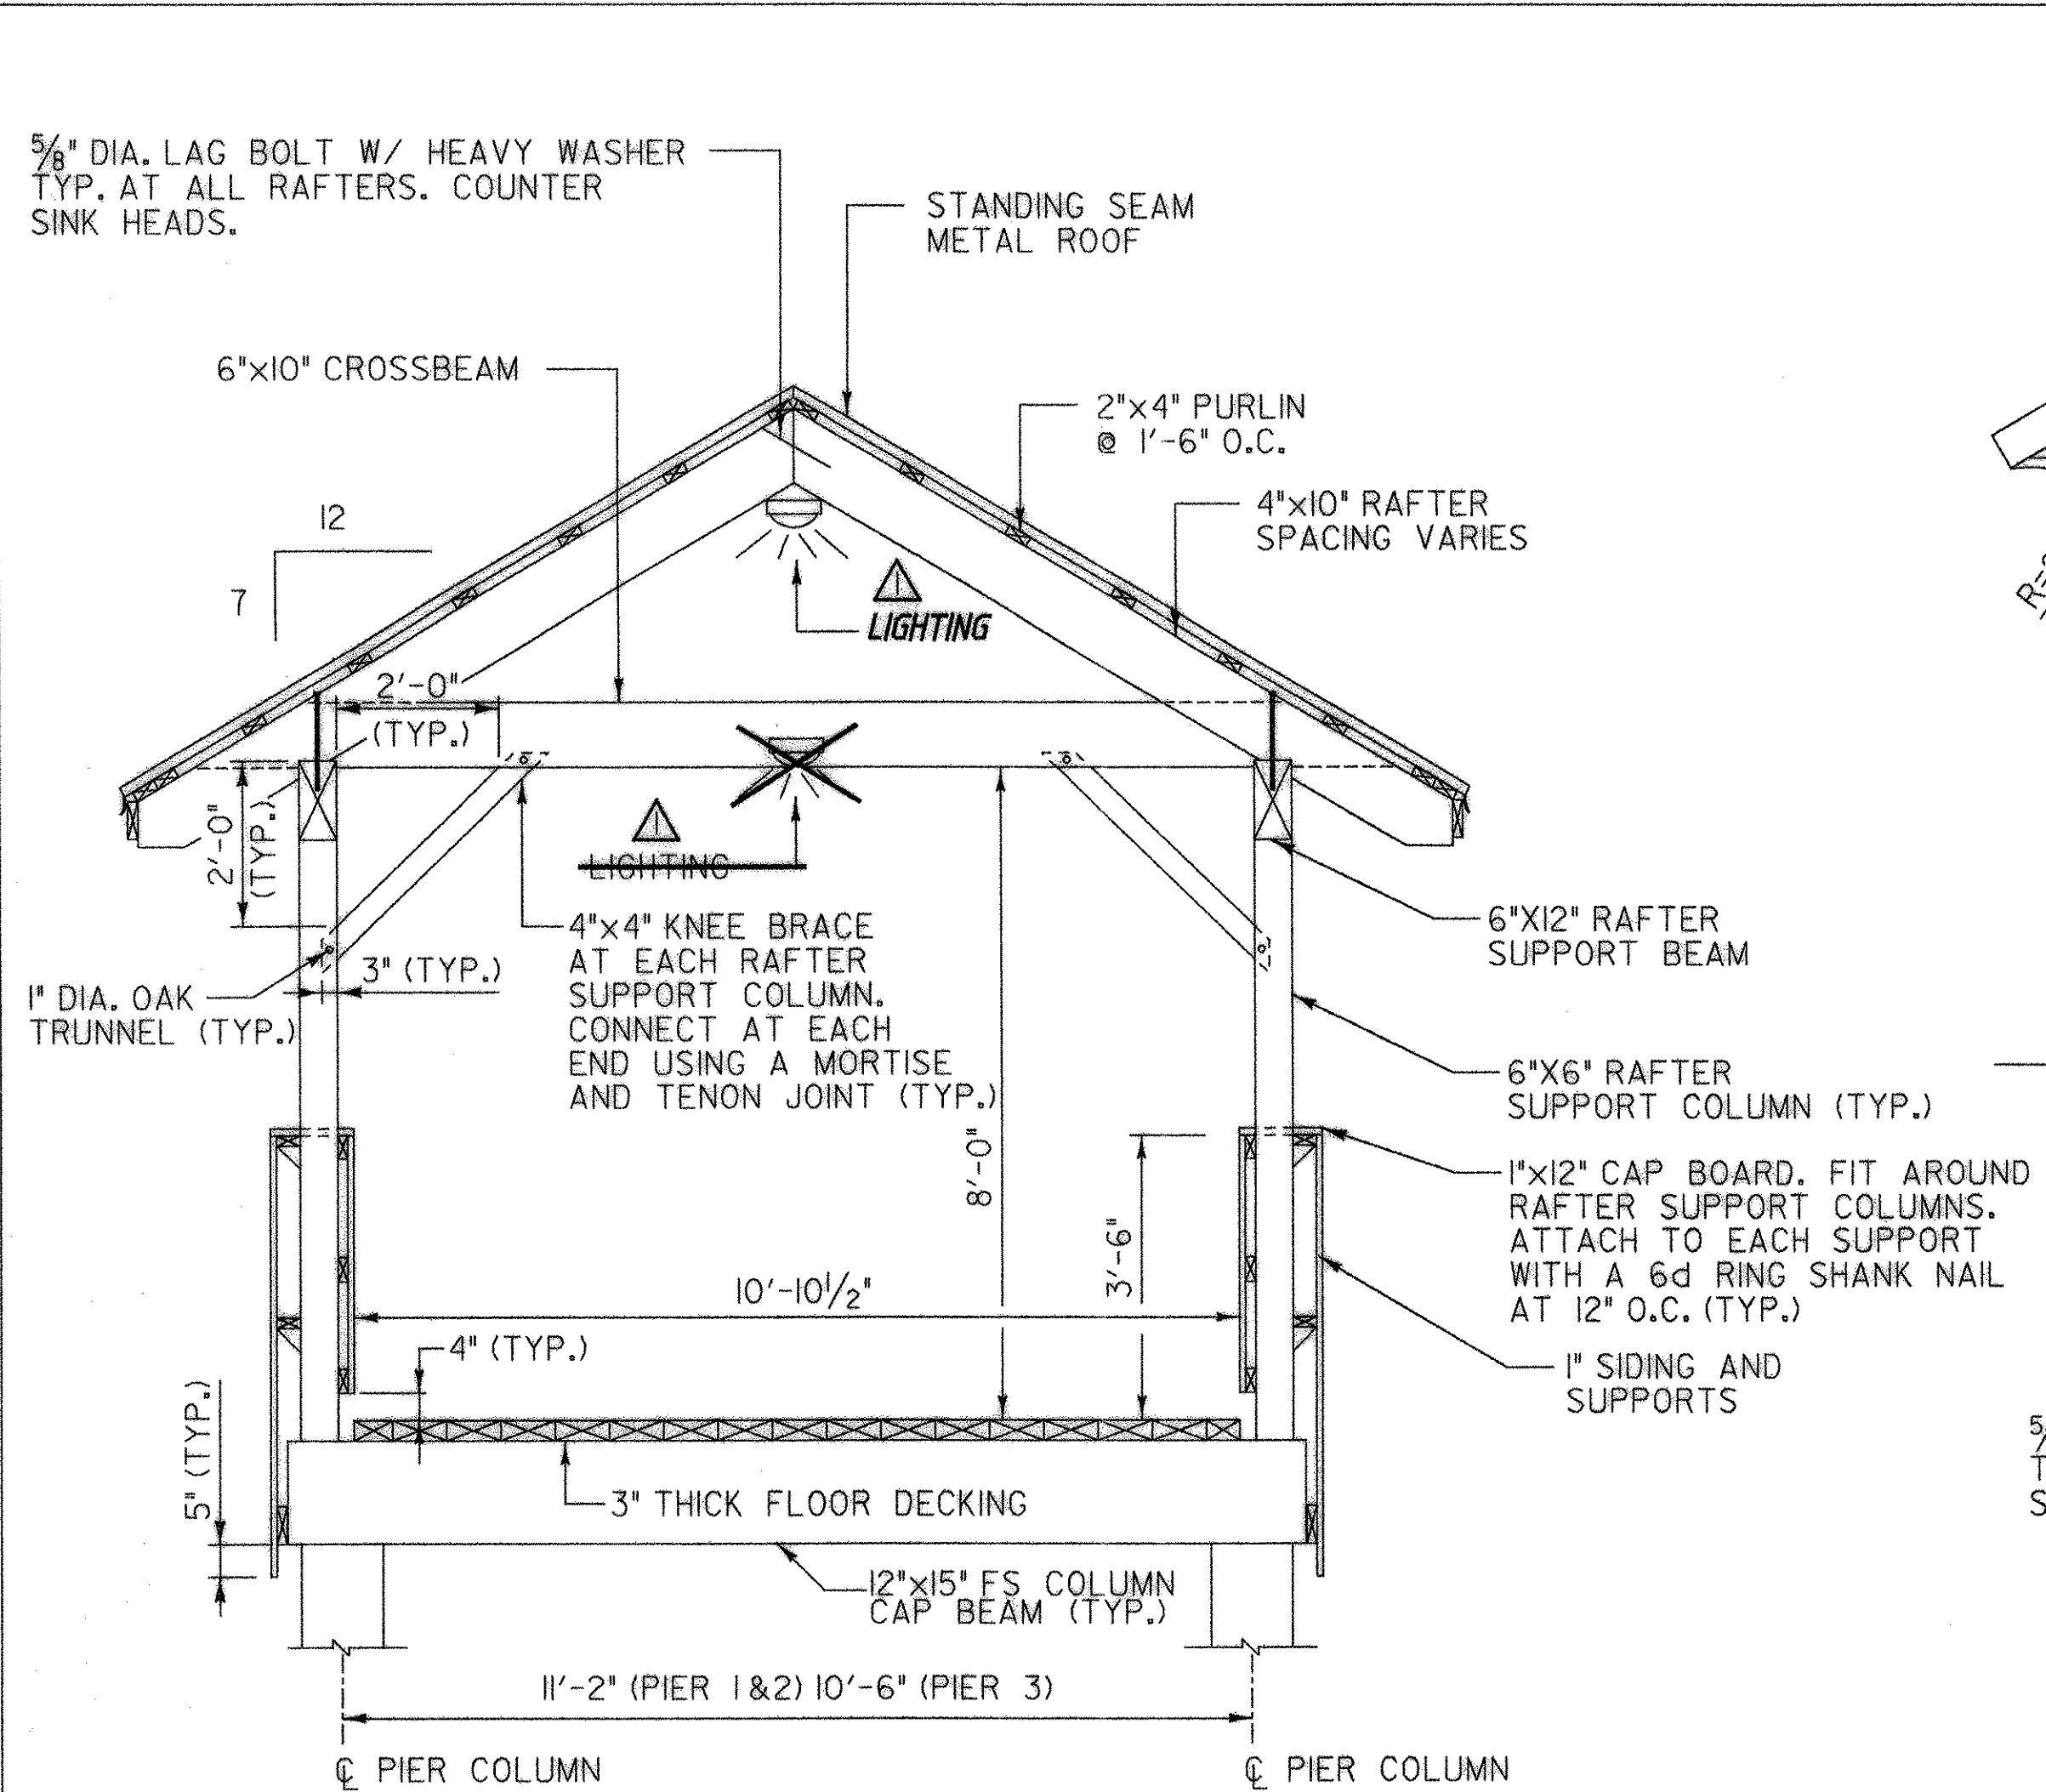 5/8" DIA. LAG BOLT W/ HEAVY WASHER
TYP. AT ALL RAFTERS. COUNTER
SINK HEADS.
STANDING SEAM
METAL ROOF
6"x10" CROSSBEAM
2"x4" PURLIN
@ 1'-6" O.C.
4"x10" RAFTER
SPACING VARIES
12
7
1
LIGHTING
2'-0"
(TYP.)
2'-0"
(TYP.)
1
LIGHTING
4"x4" KNEE BRACE
AT EACH RAFTER
SUPPORT COLUMN.
CONNECT AT EACH
END USING A MORTISE
AND TENON JOINT (TYP.)
3" (TYP.)
1" DIA. OAK
TRUNNEL (TYP.)
6"X12" RAFTER
SUPPORT BEAM
6"X6" RAFTER
SUPPORT COLUMN (TYP.)
8'-0"
3'-6"
1"x12" CAP BOARD. FIT AROUND
RAFTER SUPPORT COLUMNS.
ATTACH TO EACH SUPPORT
WITH A 6d RING SHANK NAIL
AT 12" O.C. (TYP.)
10'-10 1/2"
4" (TYP.)
1" SIDING AND
SUPPORTS
5" (TYP.)
3" THICK FLOOR DECKING
12"x15" FS COLUMN
CAP BEAM (TYP.)
11'-2" (PIER 1&2) 10'-6" (PIER 3)
℄ PIER COLUMN
℄ PIER COLUMN